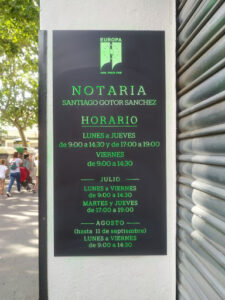 EUROPA
NOTARIA
SANTIAGO GOTOR SANCHEZ
HORARIO
LUNES a JUEVES
de 9:00 a 14:30 y de 17:00 a 19:00
VIERNES
de 9:00 a 14:30
JULIO
LUNES a VIERNES
de 9:00 a 14:30
MARTES y JUEVES
de 17:00 a 19:00
AGOSTO
(hasta 11 de septiembre)
LUNES a VIERNES
de 9:00 a 14:30